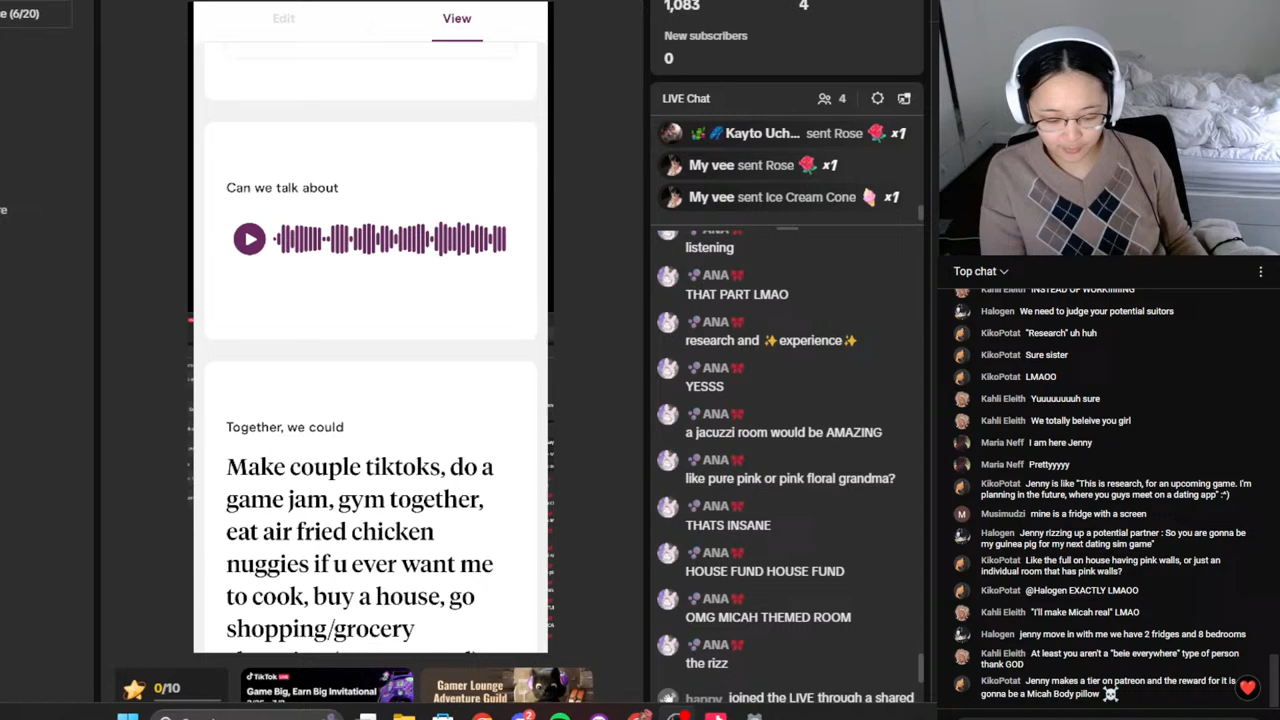 e (6/20)
Edit
View
Can we talk about
Together, we could
Make couple tiktoks, do a
game jam, gym together,
eat air fried chicken
nuggies if u ever want me
to cook, buy a house, go
shopping/grocery
0/10
TikTok LIVE
Game Big, Earn Big Invitational
Gamer Lounge
Adventure Guild
1,083
4
New subscribers
0
LIVE Chat
4
Kayto Uch... sent Rose x1
My vee sent Rose x1
My vee sent Ice Cream Cone x1
ANA
listening
ANA
THAT PART LMAO
ANA
research and ✨experience✨
ANA
YESSS
ANA
a jacuzzi room would be AMAZING
ANA
like pure pink or pink floral grandma?
ANA
THATS INSANE
ANA
HOUSE FUND HOUSE FUND
ANA
OMG MICAH THEMED ROOM
ANA
the rizz
happy joined the LIVE through a shared
Top chat
Kahli Eleith
Halogen We need to judge your potential suitors
KikoPotat "Research" uh huh
KikoPotat Sure sister
KikoPotat LMAOO
Kahli Eleith Yuuuuuuuh sure
Kahli Eleith We totally beleive you girl
Maria Neff I am here Jenny
Maria Neff Prettyyyyy
KikoPotat Jenny is like "This is research, for an upcoming game. I'm
planning in the future, where you guys meet on a dating app" :^)
Musimudzi mine is a fridge with a screen
Halogen Jenny rizzing up a potential partner : So you are gonna be
my guinea pig for my next dating sim game"
KikoPotat Like the full on house having pink walls, or just an
individual room that has pink walls?
KikoPotat @Halogen EXACTLY LMAOO
Kahli Eleith "I'll make Micah real" LMAO
Halogen jenny move in with me we have 2 fridges and 8 bedrooms
Kahli Eleith At least you aren't a "beie everywhere" type of person
thank GOD
KikoPotat Jenny makes a tier on patreon and the reward for it is
gonna be a Micah Body pillow ☠️